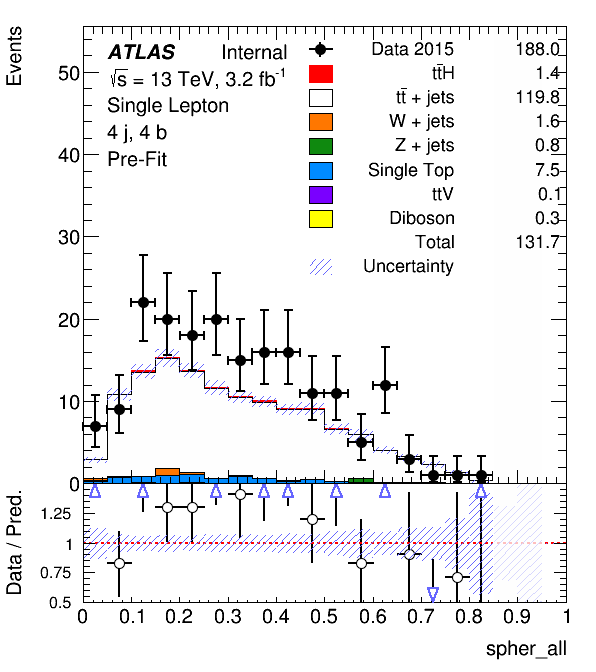 Events
ATLAS Internal
√s = 13 TeV, 3.2 fb⁻¹
Single Lepton
4 j, 4 b
Pre-Fit
Data 2015 188.0
tt̄H 1.4
tt̄ + jets 119.8
W + jets 1.6
Z + jets 0.8
Single Top 7.5
ttV 0.1
Diboson 0.3
Total 131.7
Uncertainty
50
40
30
20
10
0
Data / Pred.
1.25
1
0.75
0.5
0 0.1 0.2 0.3 0.4 0.5 0.6 0.7 0.8 0.9 1
spher_all